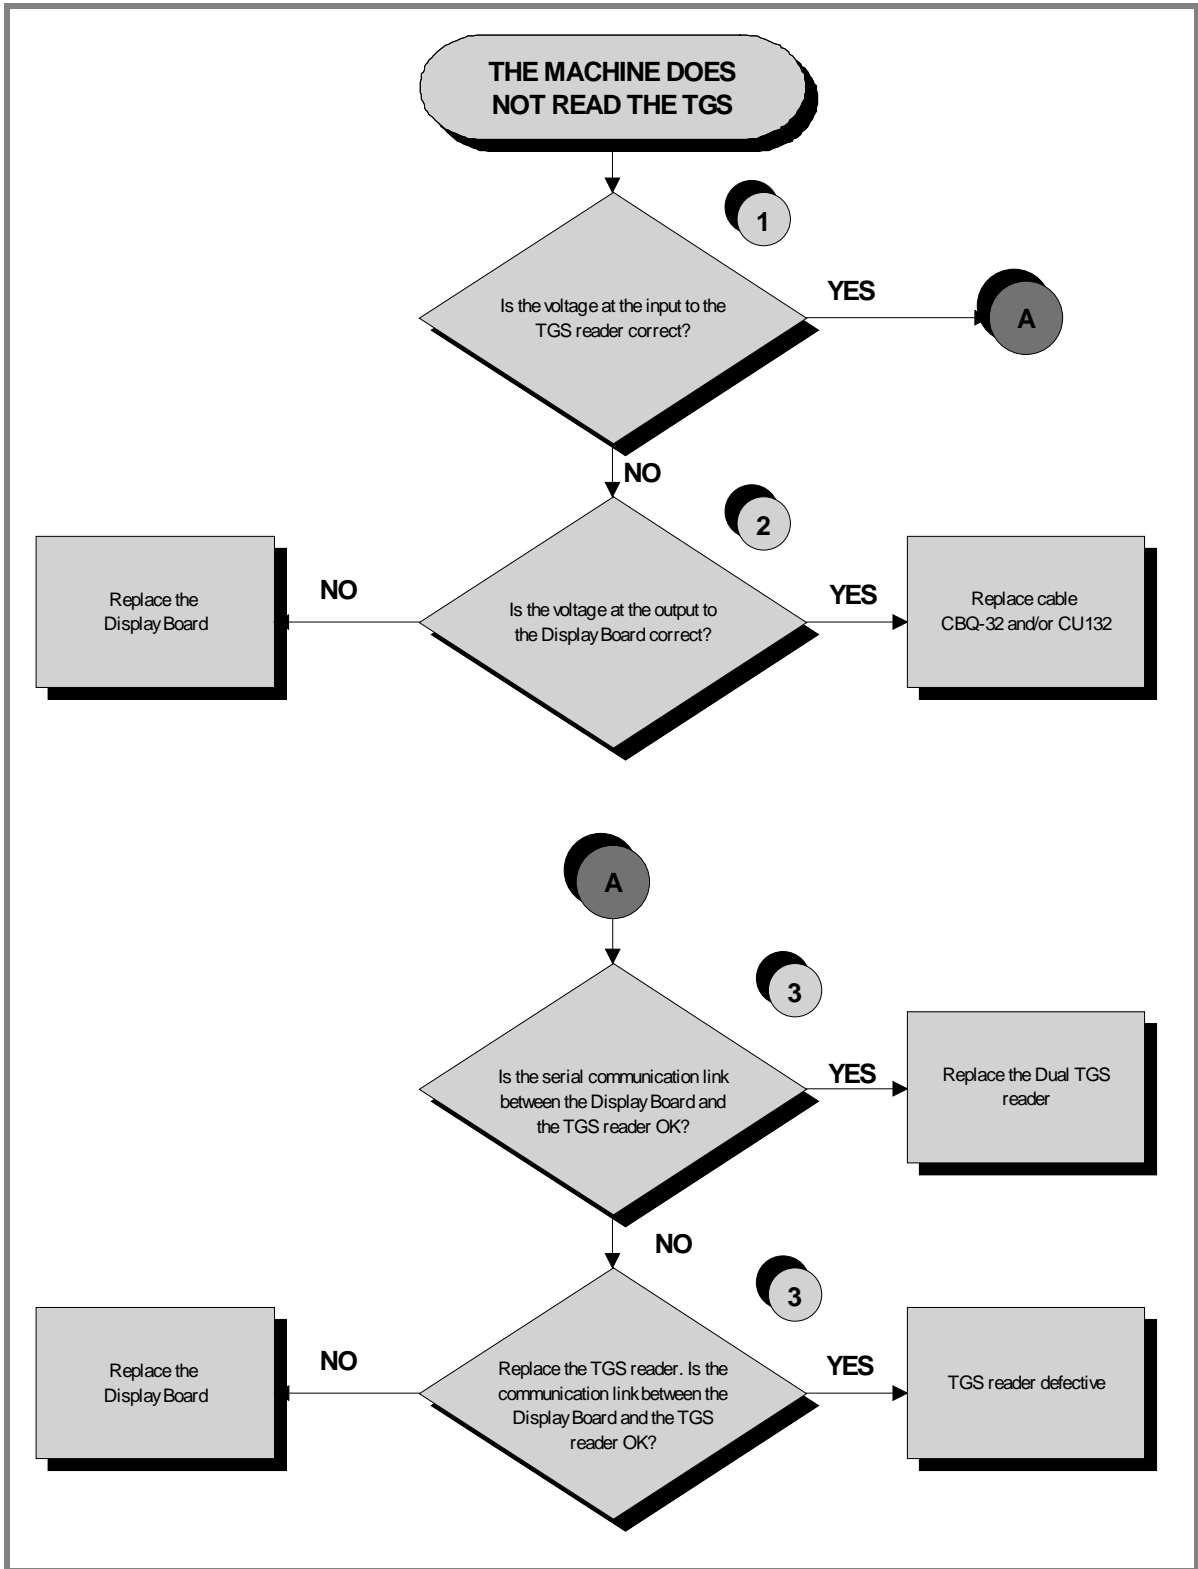 THE MACHINE DOES
NOT READ THE TGS
1
Is the voltage at the input to the
TGS reader correct?
YES
A
NO
2
Replace the
Display Board
NO
Is the voltage at the output to
the Display Board correct?
YES
Replace cable
CBQ-32 and/or CU132
A
3
Is the serial communication link
between the Display Board and
the TGS reader OK?
YES
Replace the Dual TGS
reader
NO
3
Replace the
Display Board
NO
Replace the TGS reader. Is the
communication link between the
Display Board and the TGS
reader OK?
YES
TGS reader defective